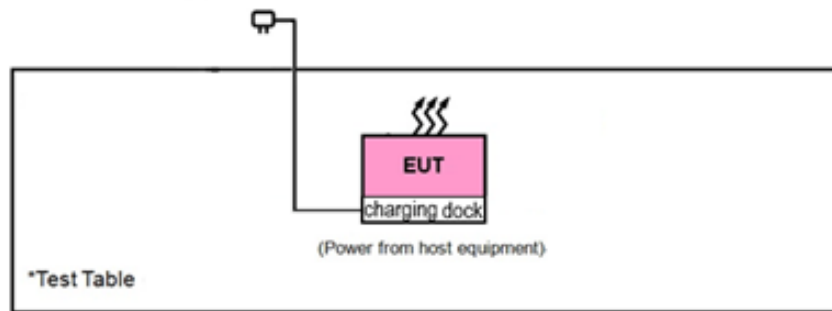 EUT
charging dock
(Power from host equipment)
*Test Table